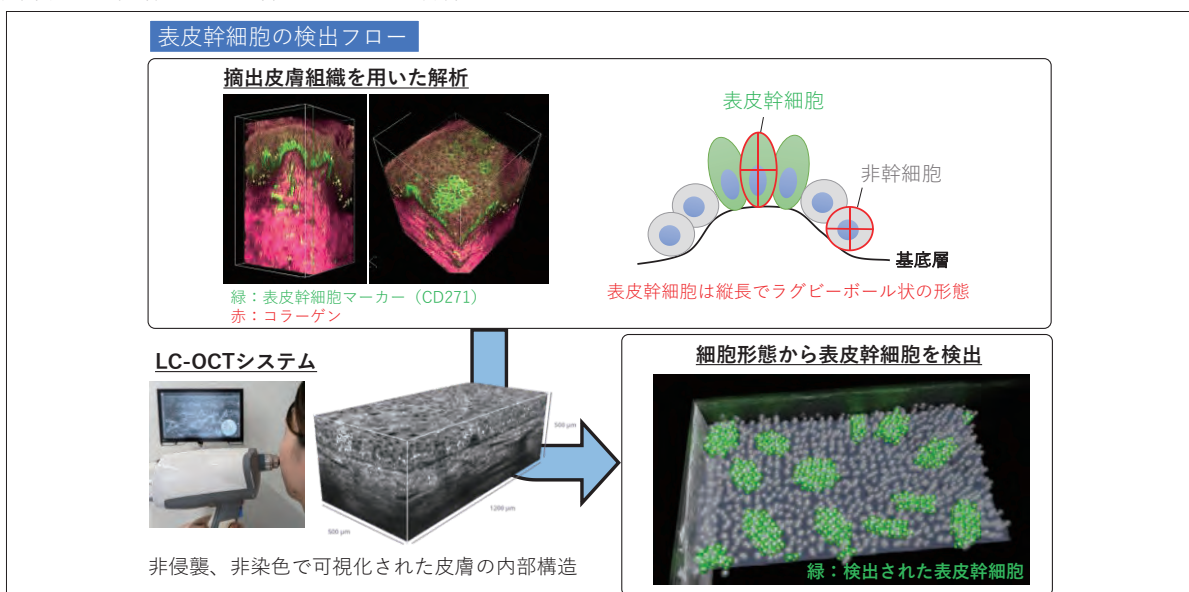 表皮幹細胞の検出フロー
摘出皮膚組織を用いた解析
表皮幹細胞
非幹細胞
基底層
緑：表皮幹細胞マーカー（CD271）
赤：コラーゲン
表皮幹細胞は縦長でラグビーボール状の形態
LC-OCTシステム
500 μm
1200 μm
500 μm
非侵襲、非染色で可視化された皮膚の内部構造
細胞形態から表皮幹細胞を検出
緑：検出された表皮幹細胞